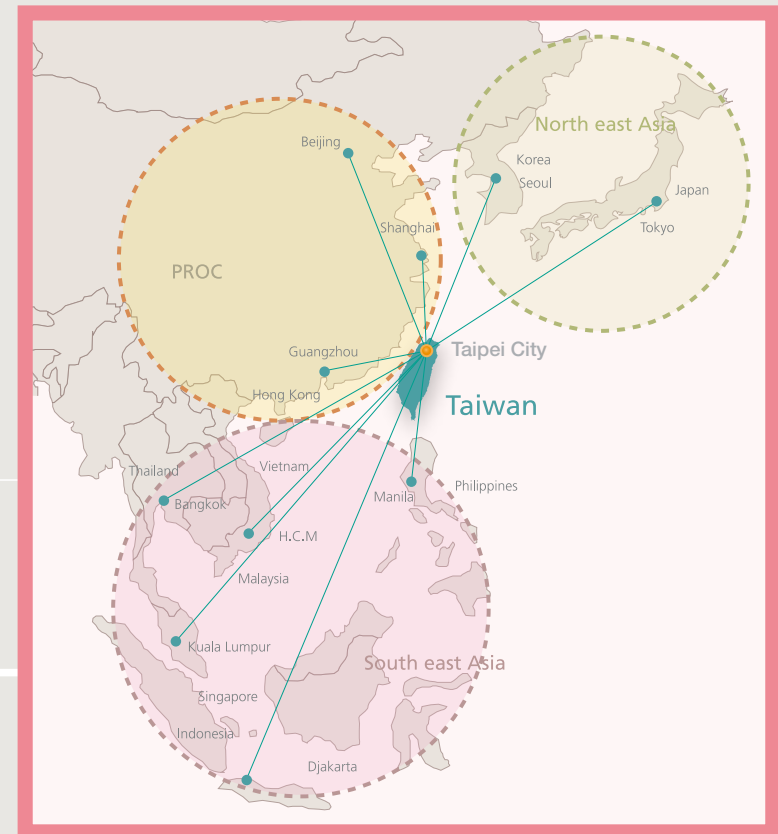 North east Asia
Beijing
Korea
Seoul
Japan
Tokyo
Shanghai
PROC
Guangzhou
Taipei City
Hong Kong
Taiwan
Thailand
Vietnam
Bangkok
Manila
Philippines
H.C.M
Malaysia
Kuala Lumpur
South east Asia
Singapore
Indonesia
Djakarta